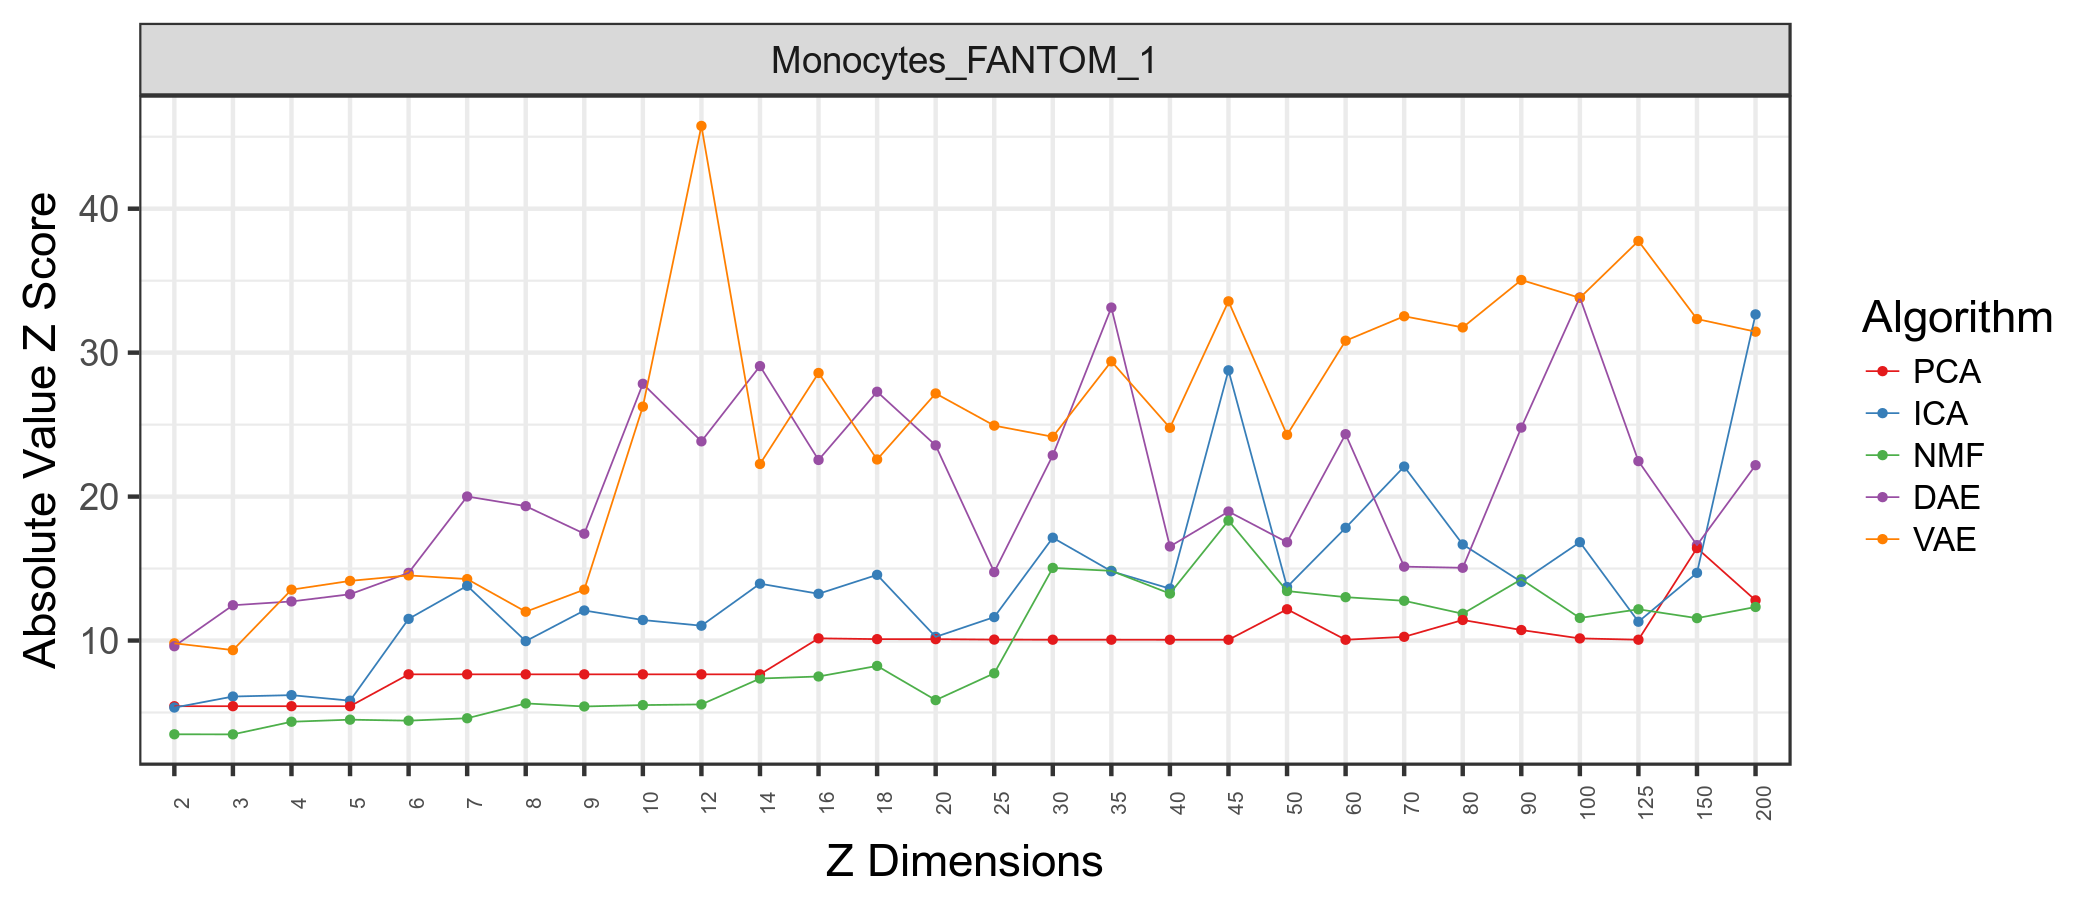 Monocytes_FANTOM_1
Absolute Value Z Score
40
30
20
10
2 3 4 5 6 7 8 9 10 12 14 16 18 20 25 30 35 40 45 50 60 70 80 90 100 125 150 200
Z Dimensions
Algorithm
PCA
ICA
NMF
DAE
VAE